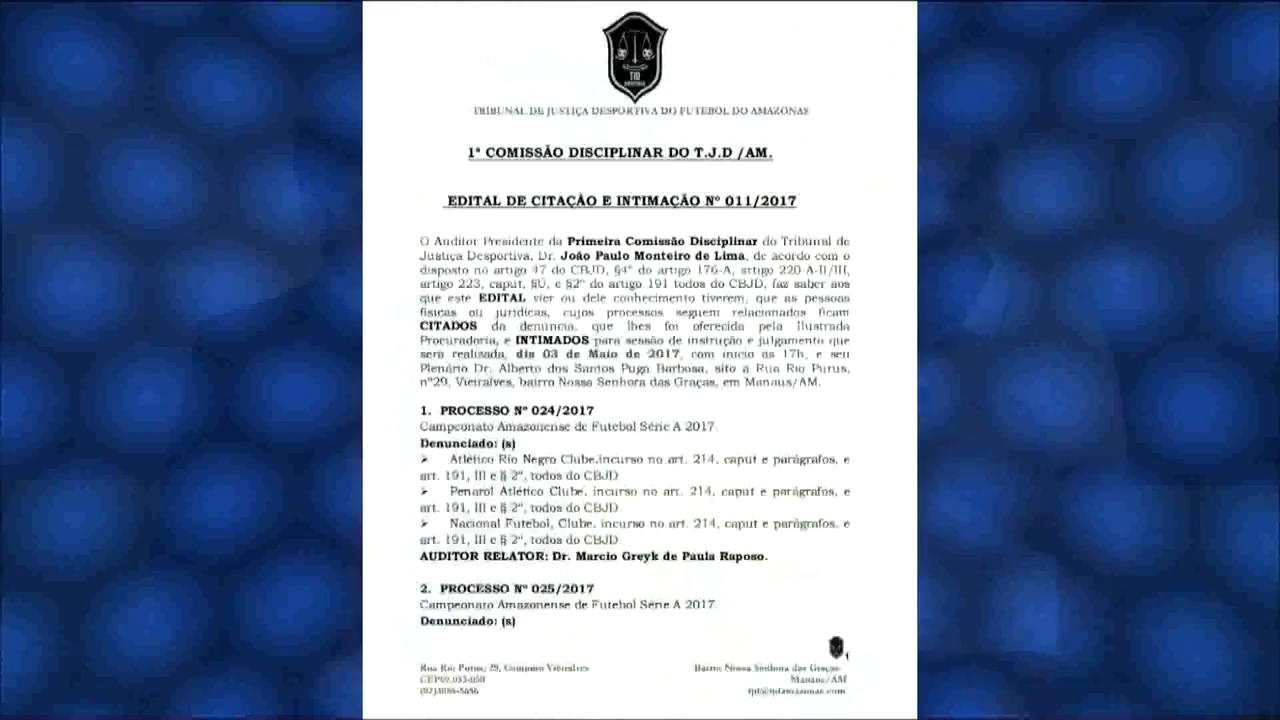 TJD
TRIBUNAL DE JUSTIÇA DESPORTIVA DO FUTEBOL DO AMAZONAS
1ª COMISSÃO DISCIPLINAR DO T.J.D /AM.
EDITAL DE CITAÇÃO E INTIMAÇÃO Nº 011/2017
O Auditor Presidente da Primeira Comissão Disciplinar do Tribunal de
Justiça Desportiva, Dr. João Paulo Monteiro de Lima, de acordo com o
disposto no artigo 47 do CBJD, §4º do artigo 176-A, artigo 220-A-II/III,
artigo 223, caput, §U, e §2º do artigo 191 todos do CBJD, faz saber aos
que este EDITAL vier ou dele conhecimento tiverem, que as pessoas
físicas ou jurídicas, cujos processos seguem relacionados ficam
CITADOS da denúncia, que lhes foi oferecida pela Ilustrada
Procuradoria, e INTIMADOS para sessão de instrução e julgamento que
será realizada, dia 03 de Maio de 2017, com início às 17h, e seu
Plenário Dr. Alberto dos Santos Puga Barbosa, sito à Rua Rio Purus,
nº29, Vieiralves, bairro Nossa Senhora das Graças, em Manaus/AM.
1. PROCESSO Nº 024/2017
Campeonato Amazonense de Futebol Série A 2017.
Denunciado: (s)
➢ Atlético Rio Negro Clube,incurso no art. 214, caput e parágrafos, e
art. 191, III e § 2º, todos do CBJD
➢ Penarol Atlético Clube, incurso no art. 214, caput e parágrafos, e
art. 191, III e § 2º, todos do CBJD
➢ Nacional Futebol, Clube, incurso no art. 214, caput e parágrafos, e
art. 191, III e § 2º, todos do CBJD
AUDITOR RELATOR: Dr. Marcio Greyk de Paula Raposo.
2. PROCESSO Nº 025/2017
Campeonato Amazonense de Futebol Série A 2017.
Denunciado: (s)
1
Rua Rio Purus, 29, Conjunto Vieiralves
Bairro Nossa Senhora das Graças
Manaus/AM